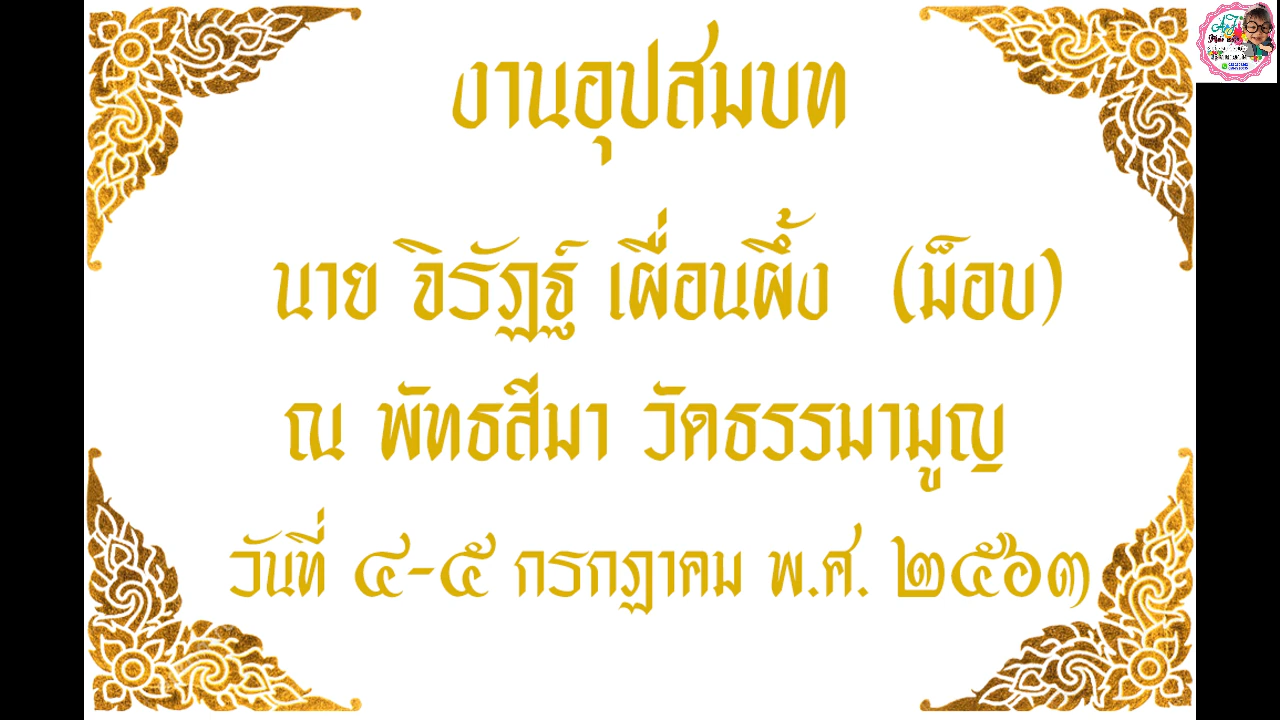 งานอุปสมบท
นาย จิรัฏฐ์ เผื่อนผึ้ง (ม็อบ)
ณ พัทธสีมา วัดธรรมามูญ
วันที่ ๔-๕ กรกฎาคม พ.ศ. ๒๕๖๓